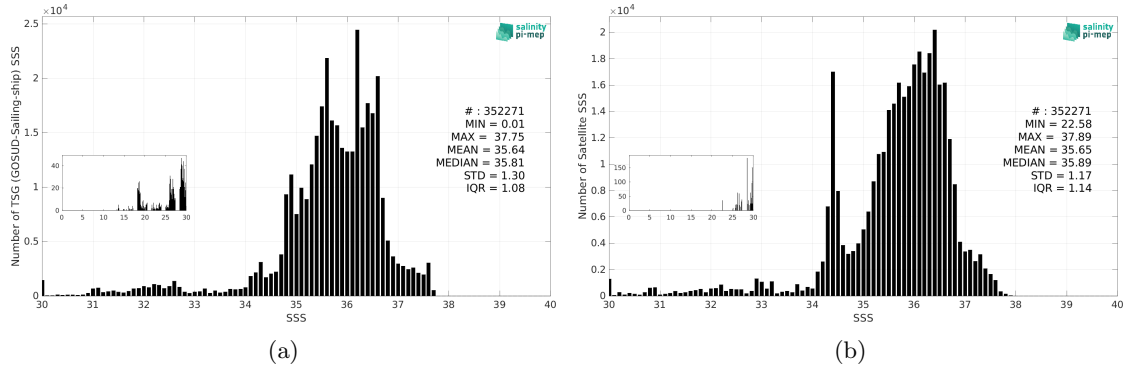 ×10⁴
2.5
2
1.5
1
0.5
0
Number of TSG (GOSUD-Sailing-ship) SSS
30 31 32 33 34 35 36 37 38 39 40
SSS
salinity
pi-mep
# : 352271
MIN = 0.01
MAX = 37.75
MEAN = 35.64
MEDIAN = 35.81
STD = 1.30
IQR = 1.08
40
20
0
0 5 10 15 20 25 30
(a)
×10⁴
2
1.8
1.6
1.4
1.2
1
0.8
0.6
0.4
0.2
0
Number of Satellite SSS
30 31 32 33 34 35 36 37 38 39 40
SSS
salinity
pi-mep
# : 352271
MIN = 22.58
MAX = 37.89
MEAN = 35.65
MEDIAN = 35.89
STD = 1.17
IQR = 1.14
150
100
50
0
0 5 10 15 20 25 30
(b)